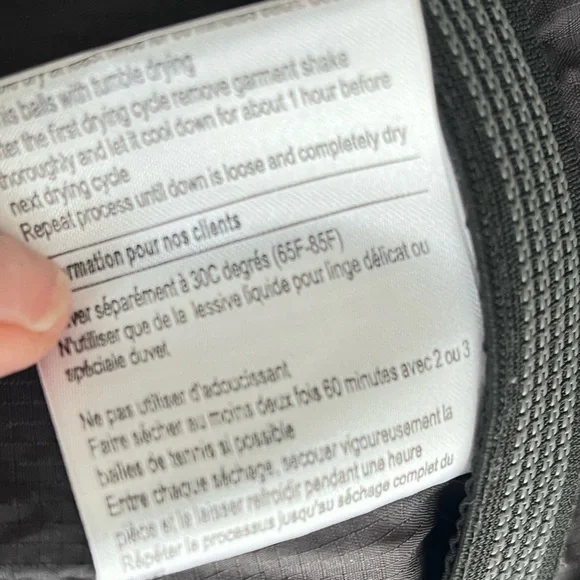 balls with tumble drying
the first drying cycle remove garment shake
thoroughly and let it cool down for about 1 hour before
next drying cycle
Repeat process until down is loose and completely dry
rmation pour nos clients
ver séparément à 30C degrés (65F-85F)
N'utiliser que de la lessive liquide pour linge délicat ou
spéciale duvet
Ne pas utiliser d'adoucissant
Faire sécher au moins deux fois 60 minutes avec 2 ou 3
balles de tennis si possible
Entre chaque séchage, secouer vigoureusement la
pièce et le laisser refroidir pendant une heure
Répéter le processus jusqu'au séchage complet du